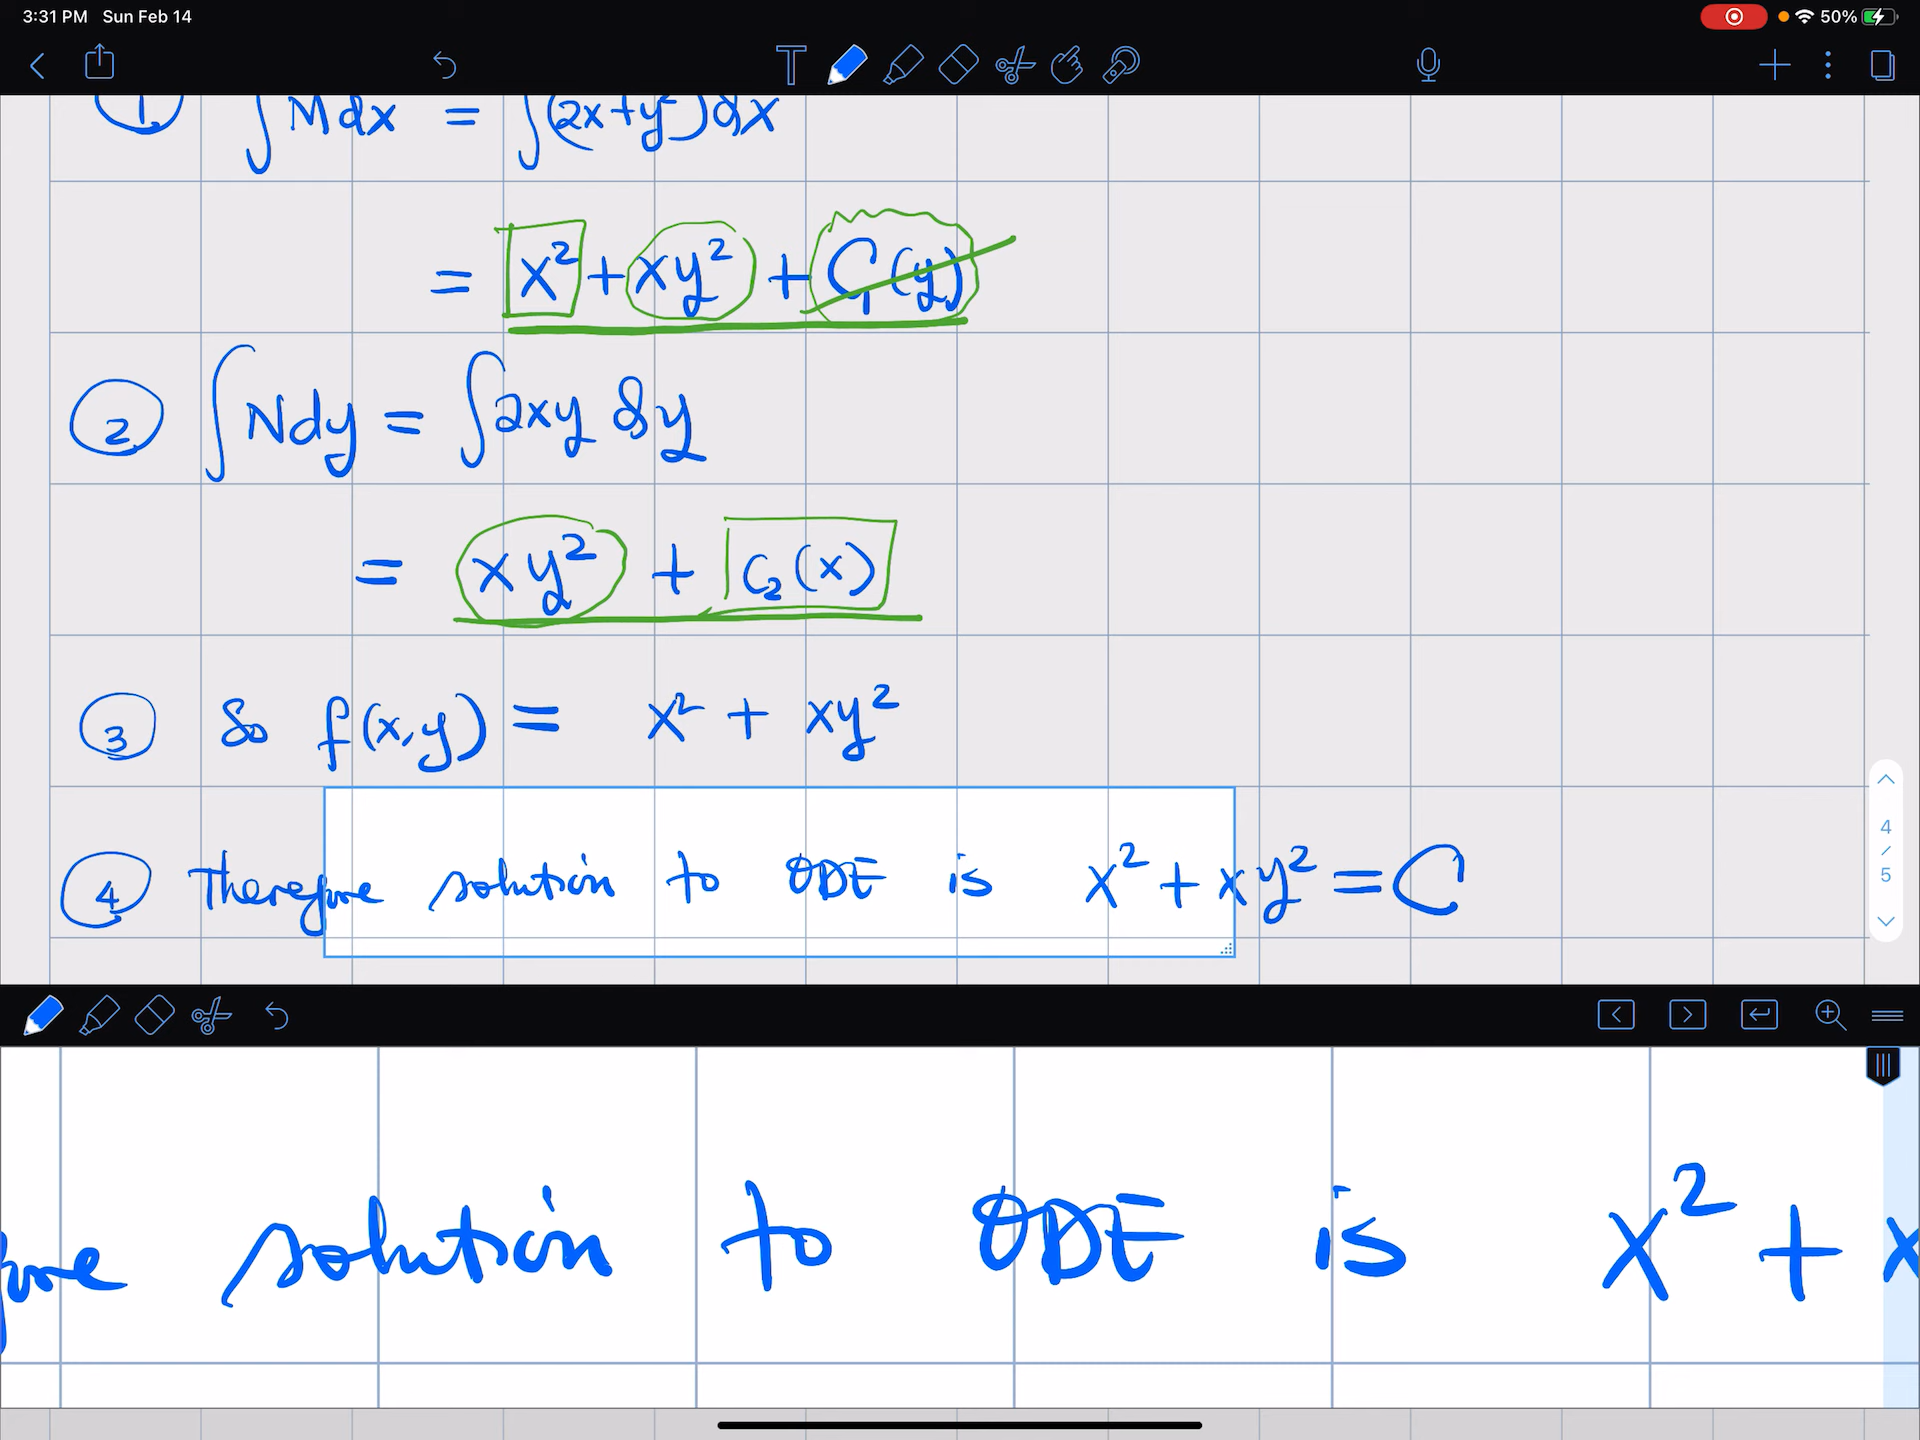 3:31 PM Sun Feb 14
50%
① ∫Mdx = ∫(2x+y²)dx
= x² + xy² + C₁(y)
② ∫Ndy = ∫2xy dy
= xy² + C₂(x)
③ So f(x,y) = x² + xy²
4 / 5
④ Therefore solution to ODE is x² + xy² = C
solution to ODE is x² + x